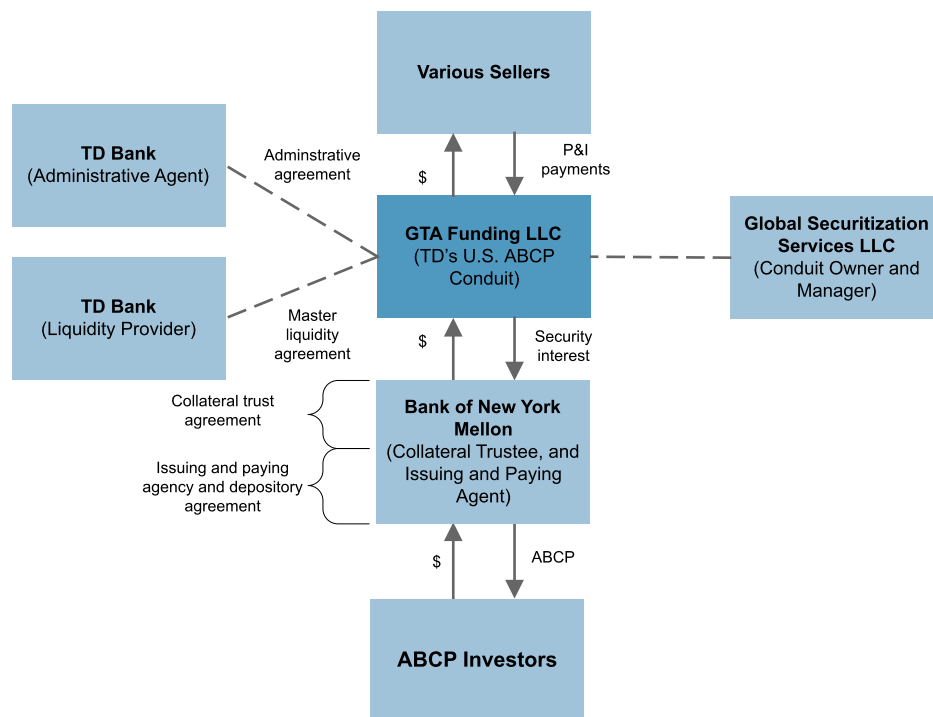 Various Sellers
TD Bank
(Administrative Agent)
Adminstrative
agreement
$
P&I
payments
GTA Funding LLC
(TD's U.S. ABCP
Conduit)
Global Securitization
Services LLC
(Conduit Owner and
Manager)
TD Bank
(Liquidity Provider)
Master
liquidity
agreement
$
Security
interest
Collateral trust
agreement
Bank of New York
Mellon
(Collateral Trustee, and
Issuing and Paying
Agent)
Issuing and paying
agency and depository
agreement
$
ABCP
ABCP Investors